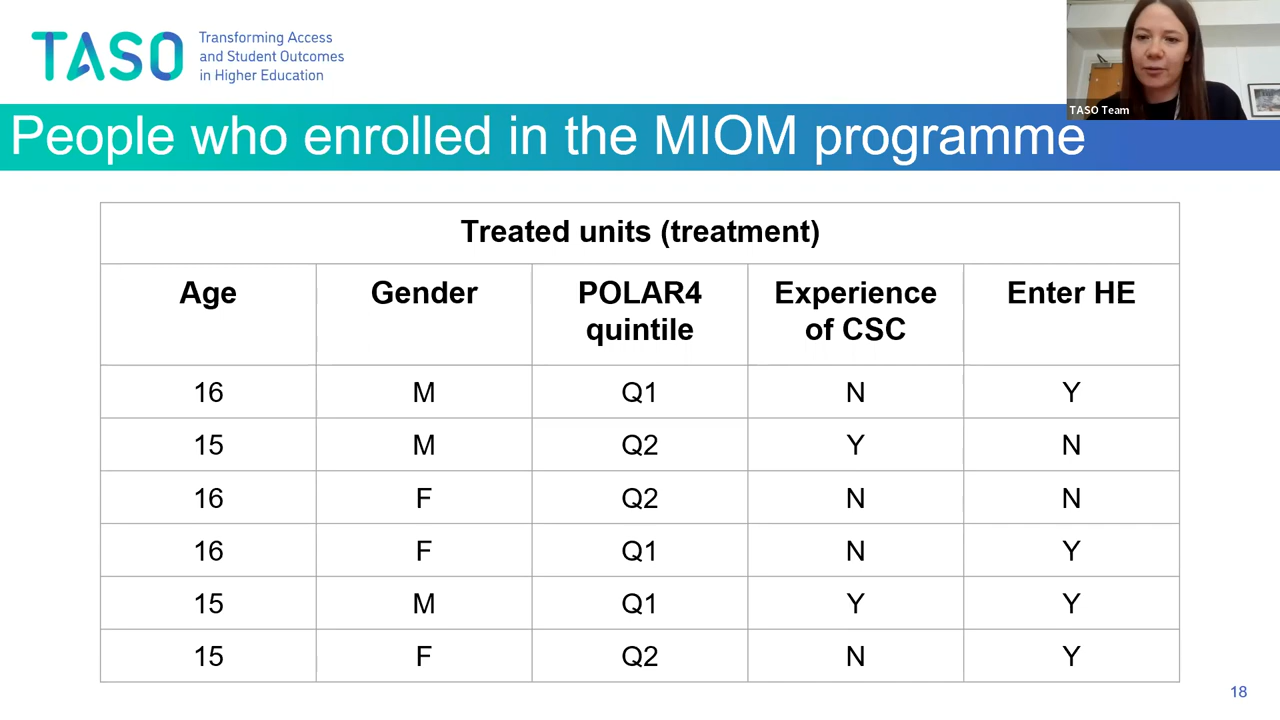 TASO
Transforming Access
and Student Outcomes
in Higher Education
TASO Team
People who enrolled in the MIOM programme
Treated units (treatment)
Age Gender POLAR4 quintile Experience of CSC Enter HE
16 M Q1 N Y
15 M Q2 Y N
16 F Q2 N N
16 F Q1 N Y
15 M Q1 Y Y
15 F Q2 N Y
18